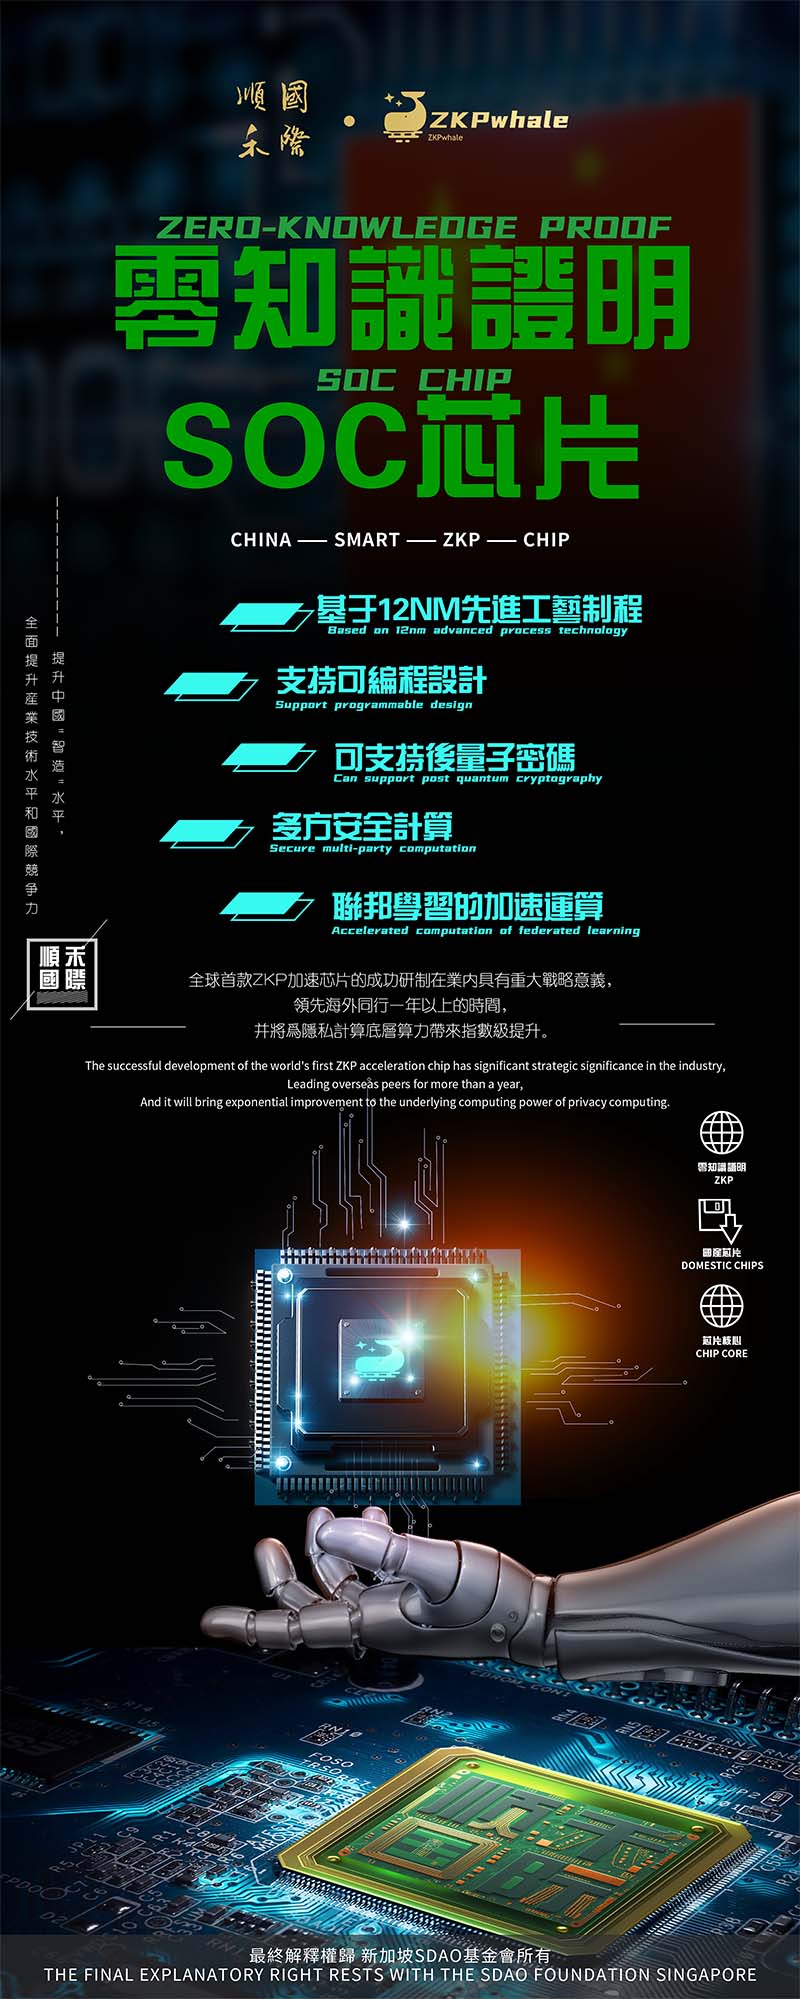 順 國
禾 際
ZKPwhale
ZKPwhale
ZERO-KNOWLEDGE PROOF
零知識證明
SOC CHIP
SOC芯片
CHINA — SMART — ZKP — CHIP
基于12NM先進工藝制程
Based on 12nm advanced process technology
支持可編程設計
Support programmable design
可支持後量子密碼
Can support post quantum cryptography
多方安全計算
Secure multi-party computation
聯邦學習的加速運算
Accelerated computation of federated learning
提升中國"智造"水平，
全面提升産業技術水平和國際競争力
順禾
國際
全球首款ZKP加速芯片的成功研制在業内具有重大戰略意義，
領先海外同行一年以上的時間，
并將爲隱私計算底層算力帶來指數級提升。
The successful development of the world's first ZKP acceleration chip has significant strategic significance in the industry,
Leading overseas peers for more than a year,
And it will bring exponential improvement to the underlying computing power of privacy computing.
零知識證明
ZKP
國産芯片
DOMESTIC CHIPS
芯片核心
CHIP CORE
最終解釋權歸 新加坡SDAO基金會所有
THE FINAL EXPLANATORY RIGHT RESTS WITH THE SDAO FOUNDATION SINGAPORE